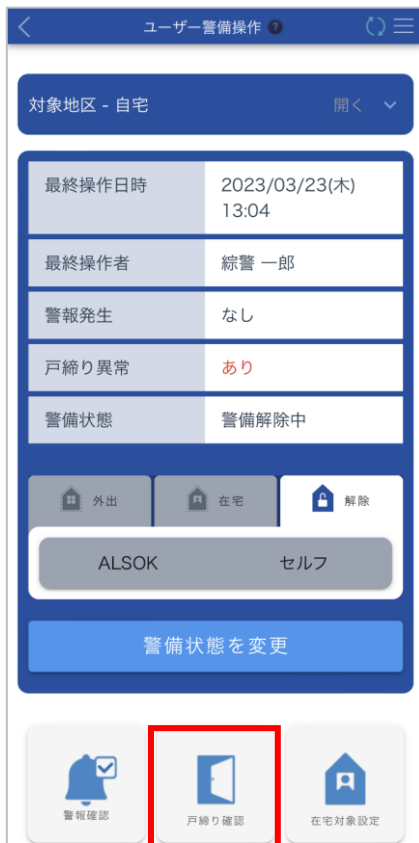 ユーザー警備操作 ?
対象地区 - 自宅 開く
最終操作日時 2023/03/23(木)
13:04
最終操作者 綜警 一郎
警報発生 なし
戸締り異常 あり
警備状態 警備解除中
外出 在宅 解除
ALSOK セルフ
警備状態を変更
警報確認 戸締り確認 在宅対象設定